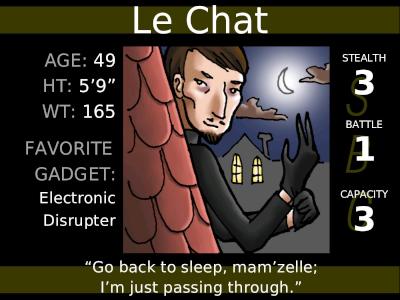 Le Chat
AGE: 49
HT: 5’9”
WT: 165
FAVORITE
GADGET:
Electronic
Disrupter
STEALTH
3
S
BATTLE
1
B
CAPACITY
3
C
“Go back to sleep, mam’zelle;
I’m just passing through.”